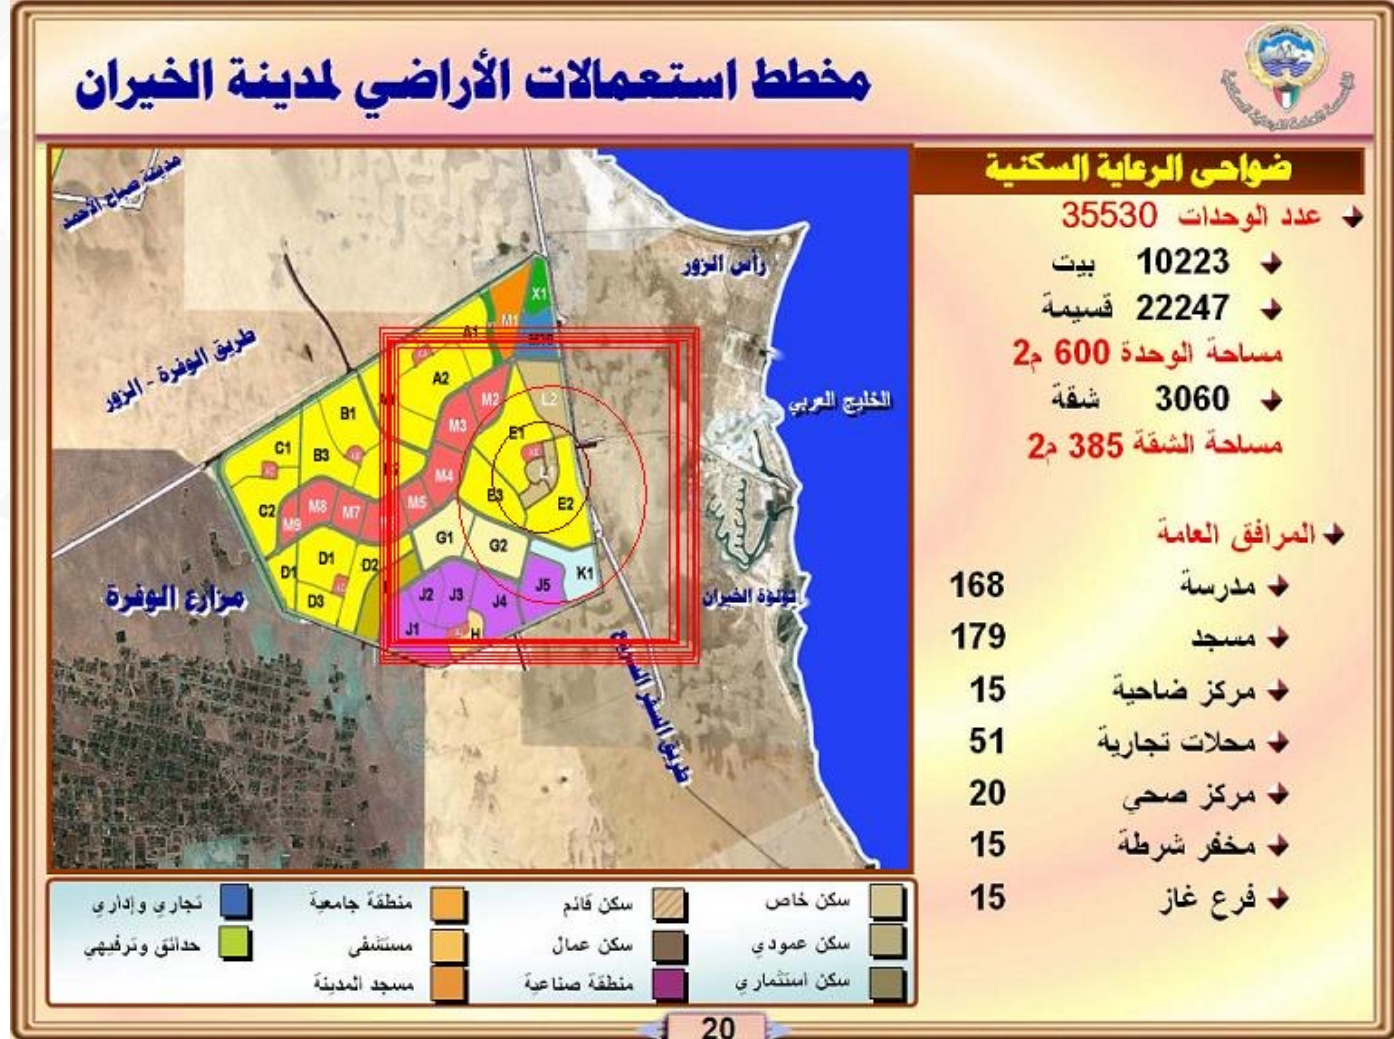 مخطط استعمالات الأراضي لمدينة الخيران
المؤسسة العامة للرعاية السكنية
ضواحى الرعاية السكنية
عدد الوحدات 35530
10223 بيت
22247 قسيمة
مساحة الوحدة 600 م2
3060 شقة
مساحة الشقة 385 م2
المرافق العامة
مدرسة 168
مسجد 179
مركز ضاحية 15
محلات تجارية 51
مركز صحي 20
مخفر شرطة 15
فرع غاز 15
مدينة صباح الأحمد
رأس الزور
طريق الوفرة - الزور
الخليج العربي
مزارع الوفرة
لؤلؤة الخيران
طريق السفر السريع
X1
M1
A1
A2
M2
L2
B1
M3
E1
C1
B3
M4
E3
E2
C2
M8
M7
M5
M9
G1
G2
D1
D1
D2
K1
D3
J2
J3
J4
J5
J1
H
سكن خاص
سكن قائم
منطقة جامعية
تجاري وإداري
سكن عمودي
سكن عمال
مستشفى
حدائق وترفيهي
سكن استثماري
منطقة صناعية
مسجد المدينة
20